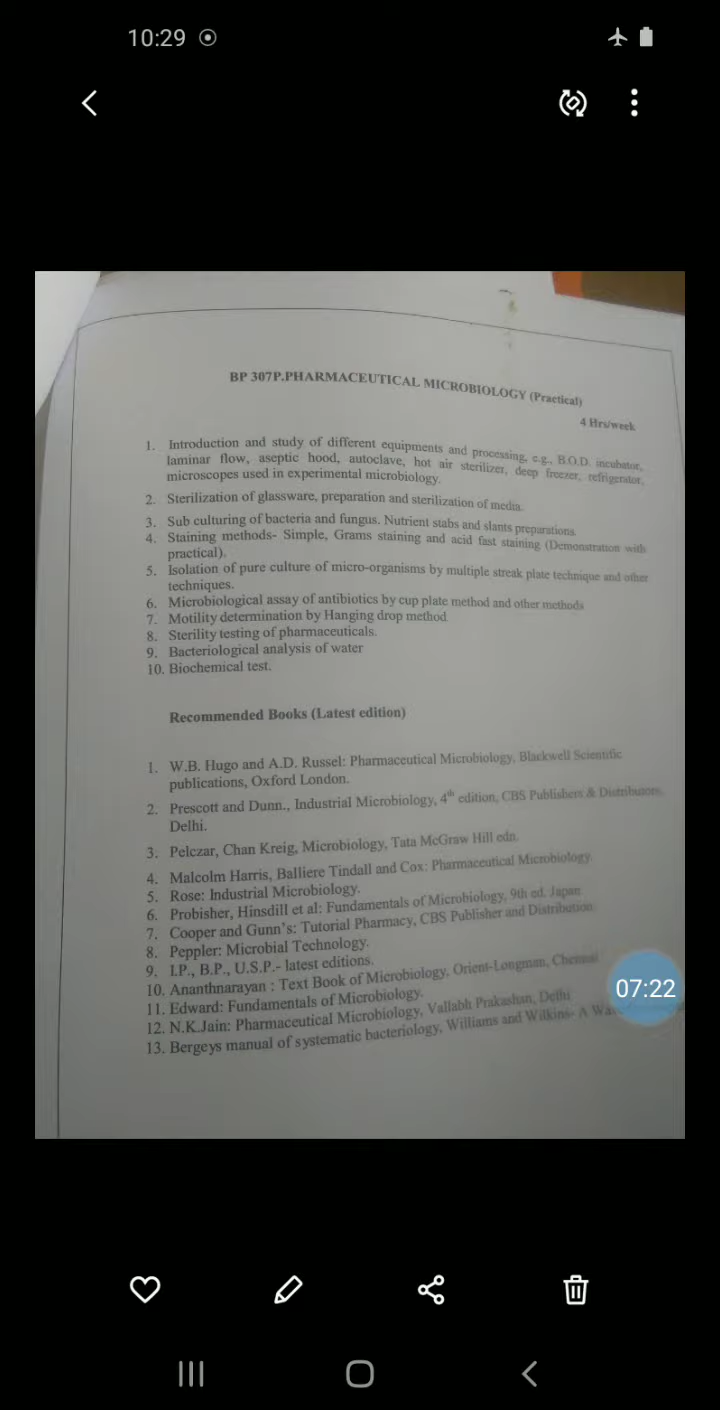 10:29
BP 307P.PHARMACEUTICAL MICROBIOLOGY (Practical)
4 Hrs/week
1. Introduction and study of different equipments and processing, e.g., B.O.D. incubator,
laminar flow, aseptic hood, autoclave, hot air sterilizer, deep freezer, refrigerator,
microscopes used in experimental microbiology.
2. Sterilization of glassware, preparation and sterilization of media.
3. Sub culturing of bacteria and fungus. Nutrient stabs and slants preparations.
4. Staining methods- Simple, Grams staining and acid fast staining (Demonstration with
practical).
5. Isolation of pure culture of micro-organisms by multiple streak plate technique and other
techniques.
6. Microbiological assay of antibiotics by cup plate method and other methods
7. Motility determination by Hanging drop method.
8. Sterility testing of pharmaceuticals.
9. Bacteriological analysis of water
10. Biochemical test.
Recommended Books (Latest edition)
1. W.B. Hugo and A.D. Russel: Pharmaceutical Microbiology, Blackwell Scientific
publications, Oxford London.
2. Prescott and Dunn., Industrial Microbiology, 4th edition, CBS Publishers & Distributors,
Delhi.
3. Pelczar, Chan Kreig, Microbiology, Tata McGraw Hill edn.
4. Malcolm Harris, Balliere Tindall and Cox: Pharmaceutical Microbiology.
5. Rose: Industrial Microbiology.
6. Probisher, Hinsdill et al: Fundamentals of Microbiology, 9th ed. Japan
7. Cooper and Gunn's: Tutorial Pharmacy, CBS Publisher and Distribution.
8. Peppler: Microbial Technology.
9. I.P., B.P., U.S.P.- latest editions.
10. Ananthnarayan : Text Book of Microbiology, Orient-Longman, Chennai
11. Edward: Fundamentals of Microbiology.
12. N.K.Jain: Pharmaceutical Microbiology, Vallabh Prakashan, Delhi
13. Bergeys manual of systematic bacteriology, Williams and Wilkins- A
07:22